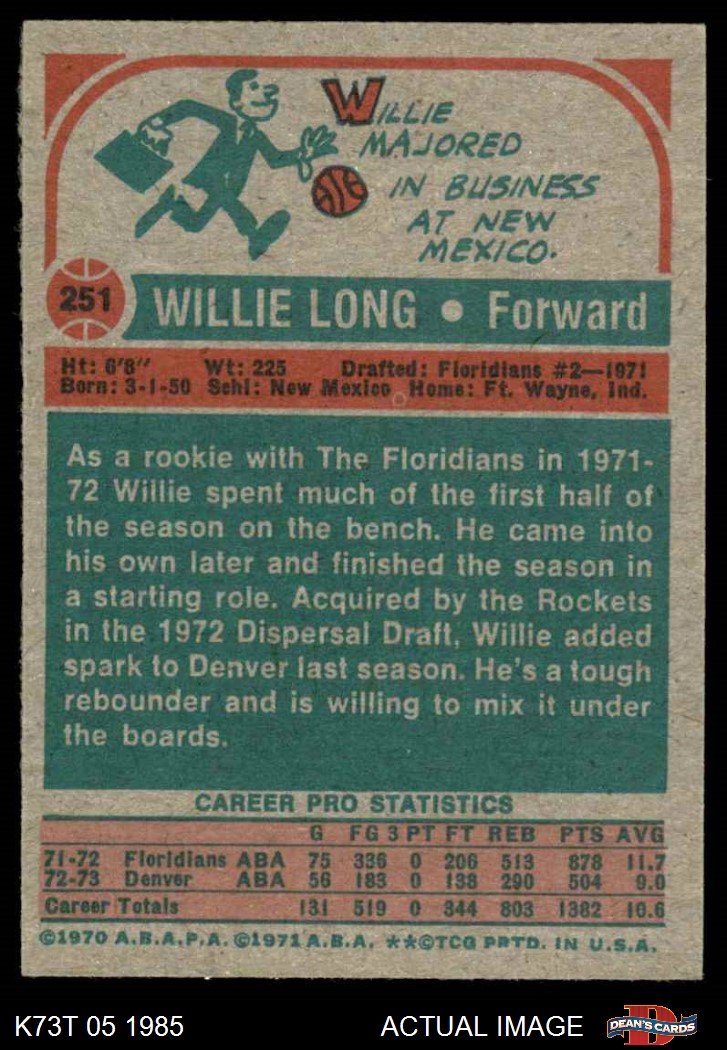 WILLIE
MAJORED
IN BUSINESS
AT NEW
MEXICO.
251 WILLIE LONG • Forward
Ht: 6'8" Wt: 225 Drafted: Floridians #2—1971
Born: 3-1-50 Schl: New Mexico Home: Ft. Wayne, Ind.
As a rookie with The Floridians in 1971-
72 Willie spent much of the first half of
the season on the bench. He came into
his own later and finished the season in
a starting role. Acquired by the Rockets
in the 1972 Dispersal Draft, Willie added
spark to Denver last season. He's a tough
rebounder and is willing to mix it under
the boards.
CAREER PRO STATISTICS
G FG 3 PT FT REB PTS AVG
71-72 Floridians ABA 75 336 0 206 513 878 11.7
72-73 Denver ABA 56 183 0 138 290 504 9.0
Career Totals 131 519 0 344 803 1382 10.6
©1970 A.B.A.P.A. ©1971 A.B.A. **©TCG PRTD. IN U.S.A.
K73T 05 1985 ACTUAL IMAGE D DEAN'S CARDS